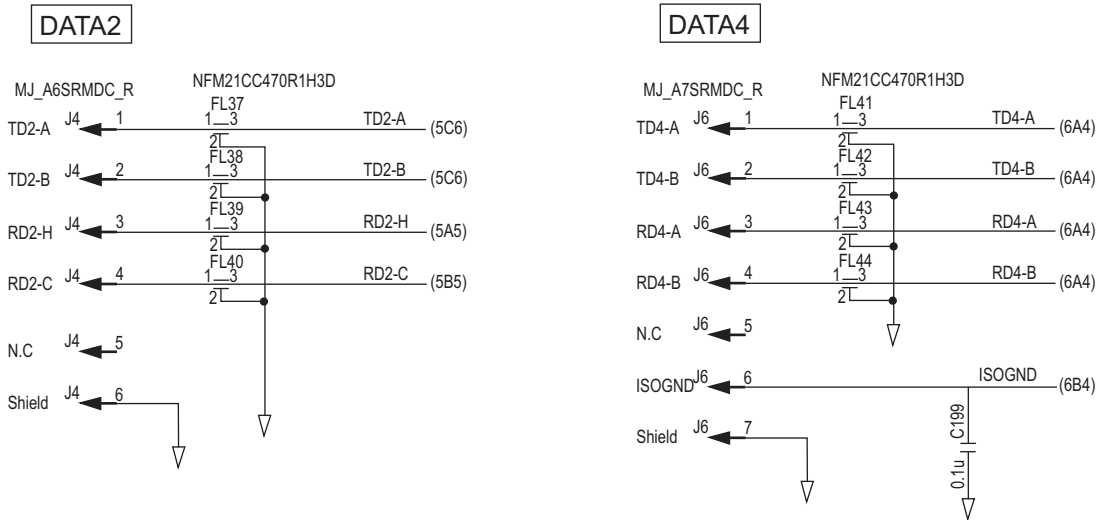 DATA2
MJ_A6SRMDC_R
NFM21CC470R1H3D
TD2-A J4 1 FL37 1 3 2 TD2-A (5C6)
TD2-B J4 2 FL38 1 3 2 TD2-B (5C6)
RD2-H J4 3 FL39 1 3 2 RD2-H (5A5)
RD2-C J4 4 FL40 1 3 2 RD2-C (5B5)
N.C J4 5
Shield J4 6
DATA4
MJ_A7SRMDC_R
NFM21CC470R1H3D
TD4-A J6 1 FL41 1 3 2 TD4-A (6A4)
TD4-B J6 2 FL42 1 3 2 TD4-B (6A4)
RD4-A J6 3 FL43 1 3 2 RD4-A (6A4)
RD4-B J6 4 FL44 1 3 2 RD4-B (6A4)
N.C J6 5
ISOGND J6 6 ISOGND (6B4)
Shield J6 7
C199
0.1u